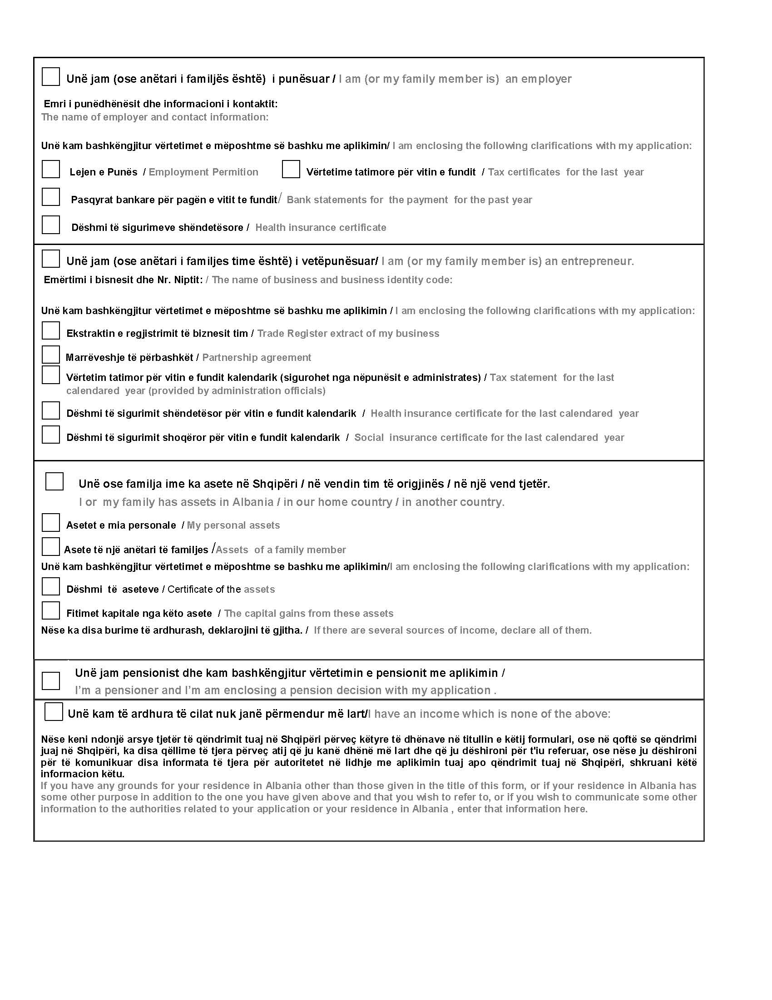 Unë jam (ose anëtari i familjës është)  i punësuar / I am (or my family member is)  an employer
Emri i punëdhënësit dhe informacioni i kontaktit:
The name of employer and contact information:
Unë kam bashkëngjitur vërtetimet e mëposhtme së bashku me aplikimin/ I am enclosing the following clarifications with my application:
Lejen e Punës  / Employment Permition  Vërtetime tatimore për vitin e fundit  / Tax certificates  for the last  year
Pasqyrat bankare për pagën e vitit te fundit/  Bank statements for  the payment  for the past year
Dëshmi të sigurimeve shëndetësore /  Health insurance certificate
Unë jam (ose anëtari i familjes time është) i vetëpunësuar/ I am (or my family member is) an entrepreneur.
Emërtimi i bisnesit dhe Nr. Niptit: / The name of business and business identity code:
Unë kam bashkëngjitur vërtetimet e mëposhtme së bashku me aplikimin / I am enclosing the following clarifications with my application:
Ekstraktin e regjistrimit të biznesit tim / Trade Register extract of my business
Marrëveshje të përbashkët / Partnership agreement
Vërtetim tatimor për vitin e fundit kalendarik (sigurohet nga nëpunësit e administrates) / Tax statement  for the last
calendared  year (provided by administration officials)
Dëshmi të sigurimit shëndetësor për vitin e fundit kalendarik  /  Health insurance certificate for the last calendared  year
Dëshmi të sigurimit shoqëror për vitin e fundit kalendarik  /  Social  insurance certificate for the last calendared  year
Unë ose familja ime ka asete në Shqipëri / në vendin tim të origjinës / në një vend tjetër.
I or  my family has assets in Albania / in our home country / in another country.
Asetet e mia personale  / My personal assets
Asete të një anëtari të familjes /Assets  of a family member
Unë kam bashkëngjitur vërtetimet e mëposhtme se bashku me aplikimin/I am enclosing the following clarifications with my application:
Dëshmi  të  aseteve / Certificate of the assets
Fitimet kapitale nga këto asete  / The capital gains from these assets
Nëse ka disa burime të ardhurash, deklarojini të gjitha. /  If there are several sources of income, declare all of them.
Unë jam pensionist dhe kam bashkëngjitur vërtetimin e pensionit me aplikimin /
I’m a pensioner and I’m am enclosing a pension decision with my application .
Unë kam të ardhura të cilat nuk janë përmendur më lart/I have an income which is none of the above:
Nëse keni ndonjë arsye tjetër të qëndrimit tuaj në Shqipëri përveç këtyre të dhënave në titullin e këtij formulari, ose në qoftë se qëndrimi
juaj në Shqipëri, ka disa qëllime të tjera përveç atij që ju kanë dhënë më lart dhe që ju dëshironi për t'iu referuar, ose nëse ju dëshironi
për të komunikuar disa informata të tjera për autoritetet në lidhje me aplikimin tuaj apo qëndrimit tuaj në Shqipëri, shkruani këtë
informacion këtu.
If you have any grounds for your residence in Albania other than those given in the title of this form, or if your residence in Albania has
some other purpose in addition to the one you have given above and that you wish to refer to, or if you wish to communicate some other
information to the authorities related to your application or your residence in Albania , enter that information here.